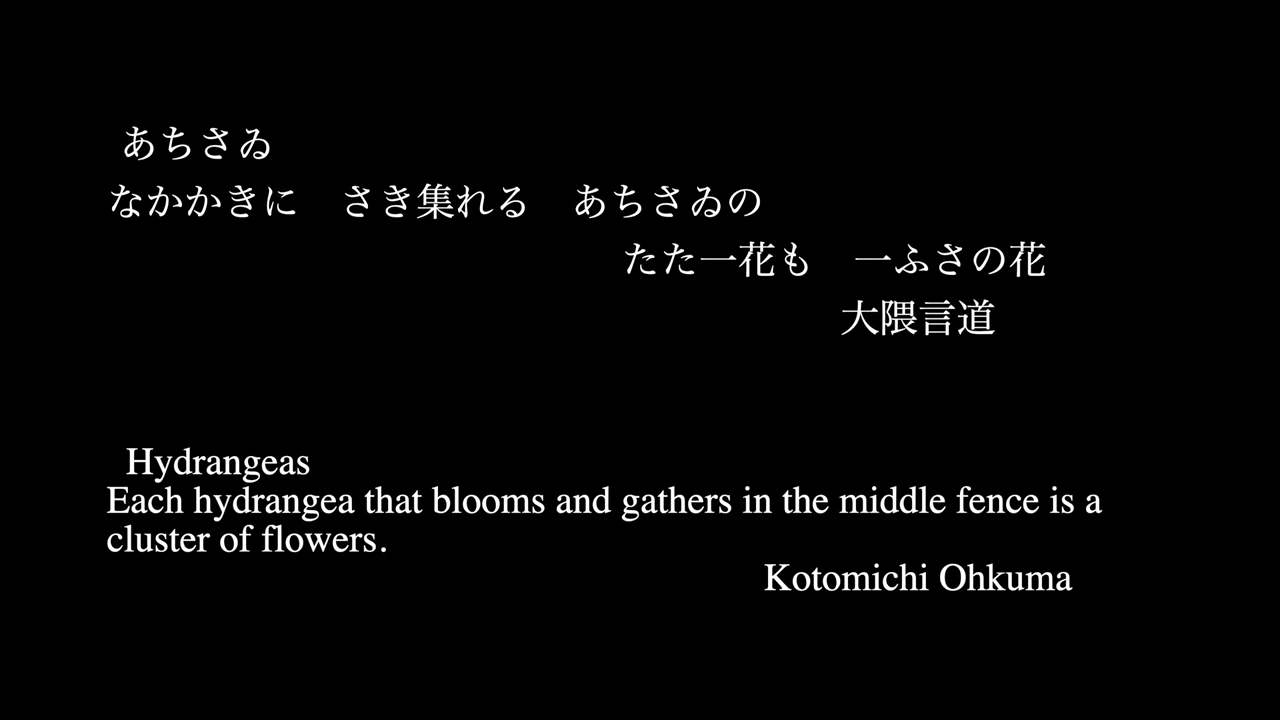 あちさゐ
なかかきに　さき集れる　あちさゐの
たた一花も　一ふさの花
大隈言道
Hydrangeas
Each hydrangea that blooms and gathers in the middle fence is a
cluster of flowers.
Kotomichi Ohkuma